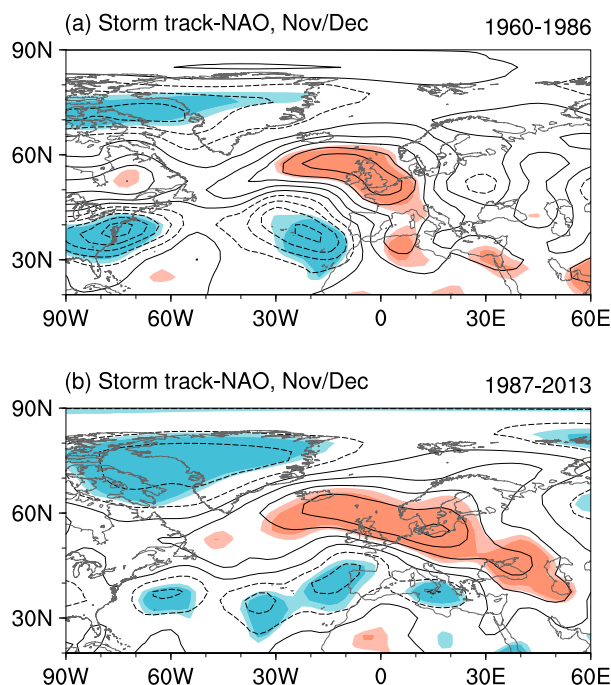 (a) Storm track-NAO, Nov/Dec 1960-1986
90N
60N
30N
90W 60W 30W 0 30E 60E
(b) Storm track-NAO, Nov/Dec 1987-2013
90N
60N
30N
90W 60W 30W 0 30E 60E